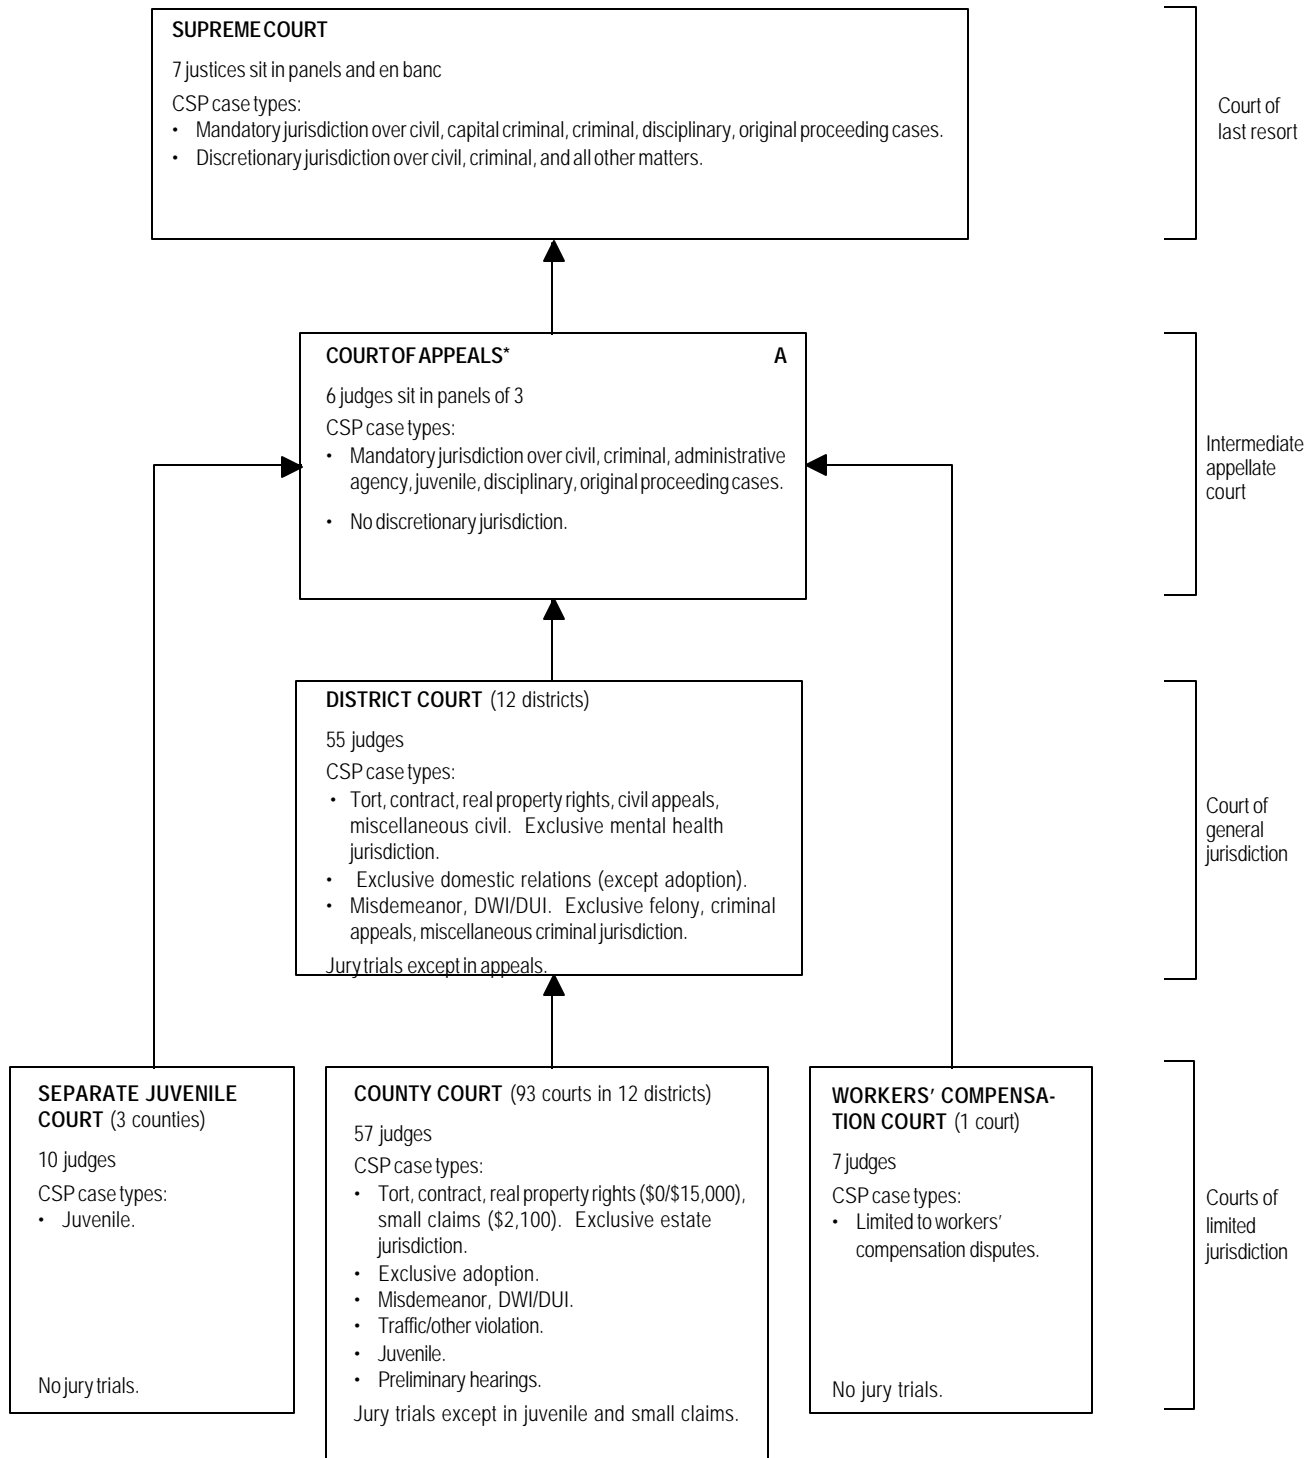 SUPREME COURT
7 justices sit in panels and en banc
CSP case types:
• Mandatory jurisdiction over civil, capital criminal, criminal, disciplinary, original proceeding cases.
• Discretionary jurisdiction over civil, criminal, and all other matters.
Court of
last resort
COURT OF APPEALS* A
6 judges sit in panels of 3
CSP case types:
• Mandatory jurisdiction over civil, criminal, administrative
agency, juvenile, disciplinary, original proceeding cases.
• No discretionary jurisdiction.
Intermediate
appellate
court
DISTRICT COURT (12 districts)
55 judges
CSP case types:
• Tort, contract, real property rights, civil appeals,
miscellaneous civil. Exclusive mental health
jurisdiction.
• Exclusive domestic relations (except adoption).
• Misdemeanor, DWI/DUI. Exclusive felony, criminal
appeals, miscellaneous criminal jurisdiction.
Jury trials except in appeals.
Court of
general
jurisdiction
SEPARATE JUVENILE
COURT (3 counties)
10 judges
CSP case types:
• Juvenile.
No jury trials.
COUNTY COURT (93 courts in 12 districts)
57 judges
CSP case types:
• Tort, contract, real property rights ($0/$15,000),
small claims ($2,100). Exclusive estate
jurisdiction.
• Exclusive adoption.
• Misdemeanor, DWI/DUI.
• Traffic/other violation.
• Juvenile.
• Preliminary hearings.
Jury trials except in juvenile and small claims.
WORKERS' COMPENSA-
TION COURT (1 court)
7 judges
CSP case types:
• Limited to workers'
compensation disputes.
No jury trials.
Courts of
limited
jurisdiction